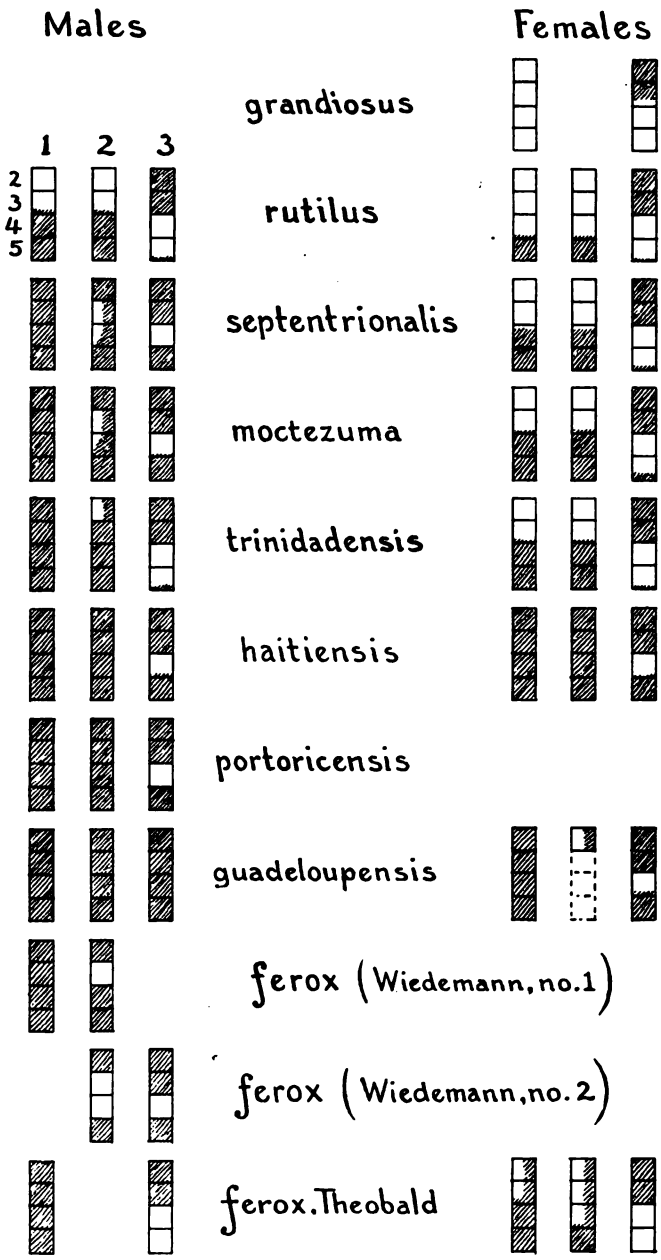 Males Females
grandiosus
1 2 3
2
3
4
5
rutilus
septentrionalis
moctezuma
trinidadensis
haitiensis
portoricensis
guadeloupensis
ferox (Wiedemann, no.1)
ferox (Wiedemann, no. 2)
ferox. Theobald